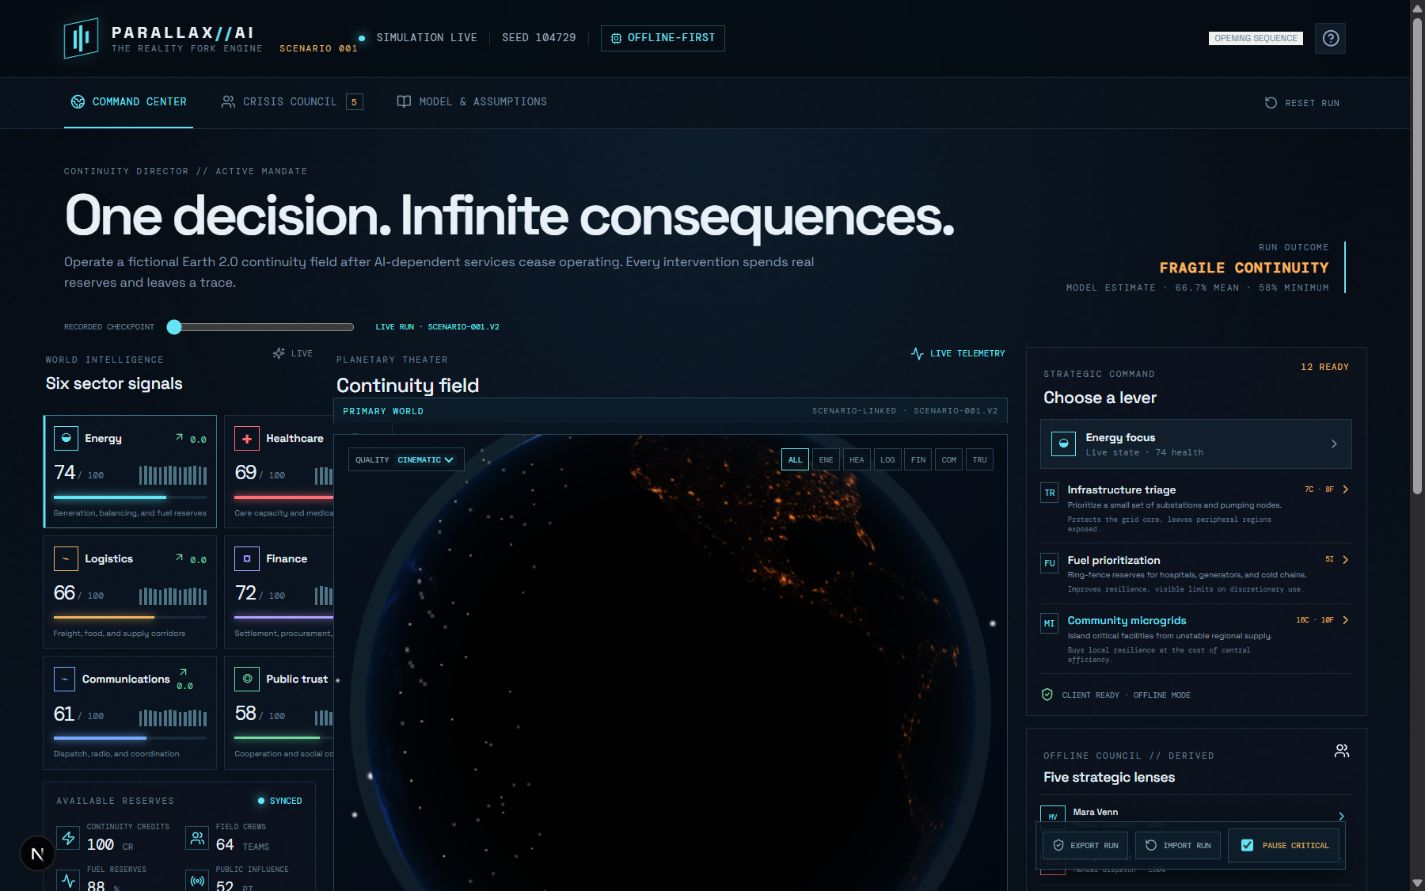 PARALLAX//AI
THE REALITY FORK ENGINE
SCENARIO 001
SIMULATION LIVE
SEED 104729
OFFLINE-FIRST
OPENING SEQUENCE
COMMAND CENTER
CRISIS COUNCIL 5
MODEL & ASSUMPTIONS
RESET RUN
CONTINUITY DIRECTOR // ACTIVE MANDATE
One decision. Infinite consequences.
Operate a fictional Earth 2.0 continuity field after AI-dependent services cease operating. Every intervention spends real
reserves and leaves a trace.
RUN OUTCOME
FRAGILE CONTINUITY
MODEL ESTIMATE · 66.7% MEAN · 58% MINIMUM
RECORDED CHECKPOINT
LIVE RUN · SCENARIO-001.V2
WORLD INTELLIGENCE
LIVE
Six sector signals
Energy
0.0
74 / 100
Generation, balancing, and fuel reserves
Healthcare
69 / 100
Care capacity and medica
Logistics
0.0
66 / 100
Freight, food, and supply corridors
Finance
72 / 100
Settlement, procurement,
Communications
0.0
61 / 100
Dispatch, radio, and coordination
Public trust
58 / 100
Cooperation and social co
AVAILABLE RESERVES
SYNCED
CONTINUITY CREDITS
100 CR
FIELD CREWS
64 TEAMS
FUEL RESERVES
88 %
PUBLIC INFLUENCE
52 PT
N
PLANETARY THEATER
LIVE TELEMETRY
Continuity field
PRIMARY WORLD
SCENARIO-LINKED · SCENARIO-001.V2
QUALITY CINEMATIC
ALL
ENE
HEA
LOG
FIN
COM
TRU
STRATEGIC COMMAND
12 READY
Choose a lever
Energy focus
Live state · 74 health
TR
Infrastructure triage
7C · 8F
Prioritize a small set of substations and pumping nodes.
Protects the grid core, leaves peripheral regions
exposed.
FU
Fuel prioritization
5I
Ring-fence reserves for hospitals, generators, and cold chains.
Improves resilience, visible limits on discretionary use.
MI
Community microgrids
16C · 10F
Island critical facilities from unstable regional supply.
Buys local resilience at the cost of central
efficiency.
CLIENT READY · OFFLINE MODE
OFFLINE COUNCIL // DERIVED
Five strategic lenses
MV
Mara Venn
EXPORT RUN
IMPORT RUN
PAUSE CRITICAL